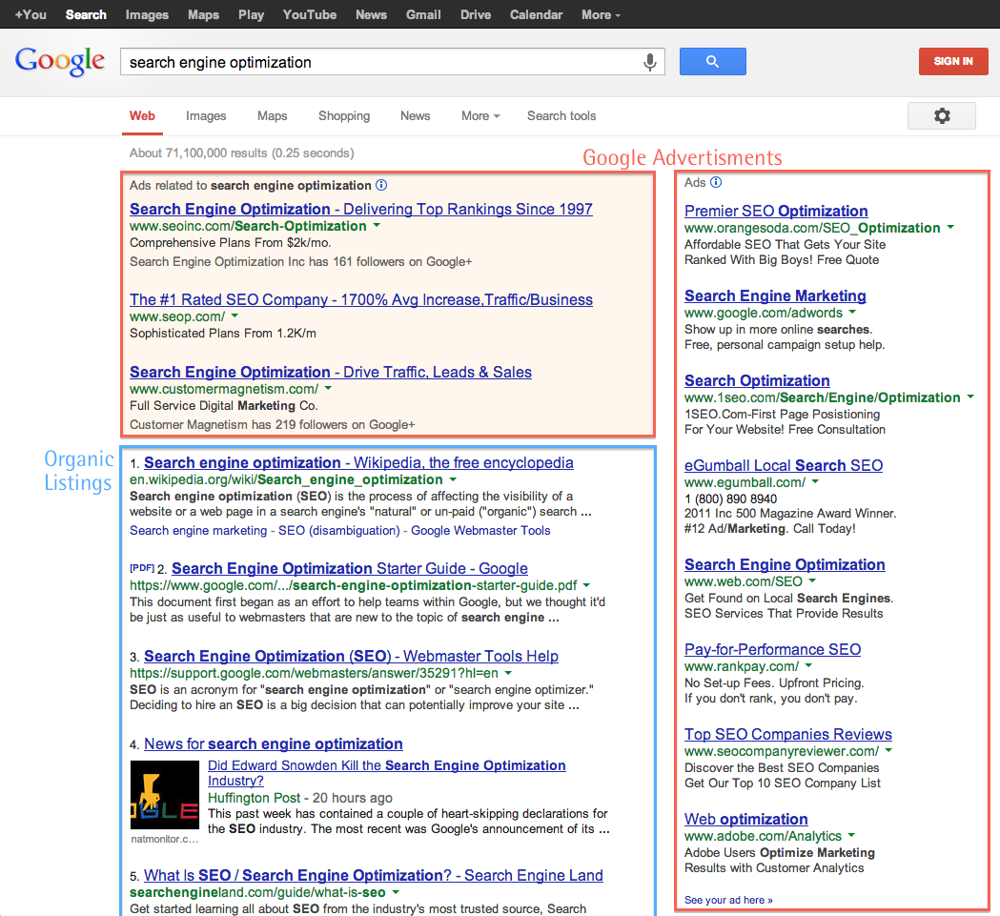 +You Search Images Maps Play YouTube News Gmail Drive Calendar More
Google search engine optimization SIGN IN
Web Images Maps Shopping News More Search tools
About 71,100,000 results (0.25 seconds)
Google Advertisments
Ads related to search engine optimization
Search Engine Optimization - Delivering Top Rankings Since 1997
www.seoinc.com/Search-Optimization
Comprehensive Plans From $2k/mo.
Search Engine Optimization Inc has 161 followers on Google+
The #1 Rated SEO Company - 1700% Avg Increase,Traffic/Business
www.seop.com/
Sophisticated Plans From 1.2K/m
Search Engine Optimization - Drive Traffic, Leads & Sales
www.customermagnetism.com/
Full Service Digital Marketing Co.
Customer Magnetism has 219 followers on Google+
Organic
Listings
1. Search engine optimization - Wikipedia, the free encyclopedia
en.wikipedia.org/wiki/Search_engine_optimization
Search engine optimization (SEO) is the process of affecting the visibility of a
website or a web page in a search engine's "natural" or un-paid ("organic") search ...
Search engine marketing - SEO (disambiguation) - Google Webmaster Tools
[PDF] 2. Search Engine Optimization Starter Guide - Google
https://www.google.com/.../search-engine-optimization-starter-guide.pdf
This document first began as an effort to help teams within Google, but we thought it'd
be just as useful to webmasters that are new to the topic of search engine ...
3. Search Engine Optimization (SEO) - Webmaster Tools Help
https://support.google.com/webmasters/answer/35291?hl=en
SEO is an acronym for "search engine optimization" or "search engine optimizer."
Deciding to hire an SEO is a big decision that can potentially improve your site ...
4. News for search engine optimization
OGLE
natmonitor.c...
Did Edward Snowden Kill the Search Engine Optimization
Industry?
Huffington Post - 20 hours ago
This past week has contained a couple of heart-skipping declarations for
the SEO industry. The most recent was Google's announcement of its ...
5. What Is SEO / Search Engine Optimization? - Search Engine Land
searchengineland.com/guide/what-is-seo
Get started learning all about SEO from the industry's most trusted source, Search
Ads
Premier SEO Optimization
www.orangesoda.com/SEO_Optimization
Affordable SEO That Gets Your Site
Ranked With Big Boys! Free Quote
Search Engine Marketing
www.google.com/adwords
Show up in more online searches.
Free, personal campaign setup help.
Search Optimization
www.1seo.com/Search/Engine/Optimization
1SEO.Com-First Page Posistioning
For Your Website! Free Consultation
eGumball Local Search SEO
www.egumball.com/
1 (800) 890 8940
2011 Inc 500 Magazine Award Winner.
#12 Ad/Marketing. Call Today!
Search Engine Optimization
www.web.com/SEO
Get Found on Local Search Engines.
SEO Services That Provide Results
Pay-for-Performance SEO
www.rankpay.com/
No Set-up Fees. Upfront Pricing.
If you don't rank, you don't pay.
Top SEO Companies Reviews
www.seocompanyreviewer.com/
Discover the Best SEO Companies
Get Our Top 10 SEO Company List
Web optimization
www.adobe.com/Analytics
Adobe Users Optimize Marketing
Results with Customer Analytics
See your ad here »